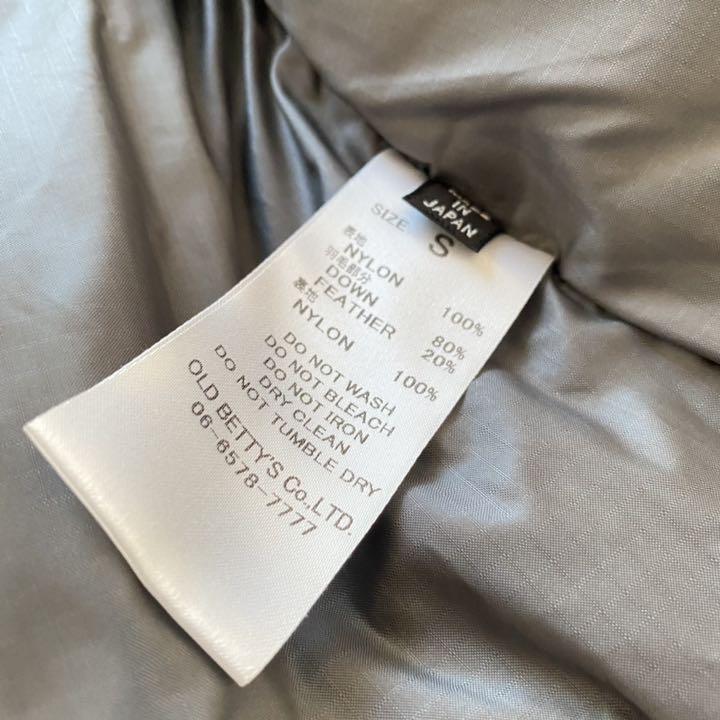 IN
JAPAN
SIZE S
表地
NYLON 100%
羽毛部分
DOWN 80%
FEATHER 20%
表地
NYLON 100%
DO NOT WASH
DO NOT BLEACH
DO NOT IRON
DRY CLEAN
DO NOT TUMBLE DRY
OLD BETTY'S Co.,LTD.
06-6578-7777